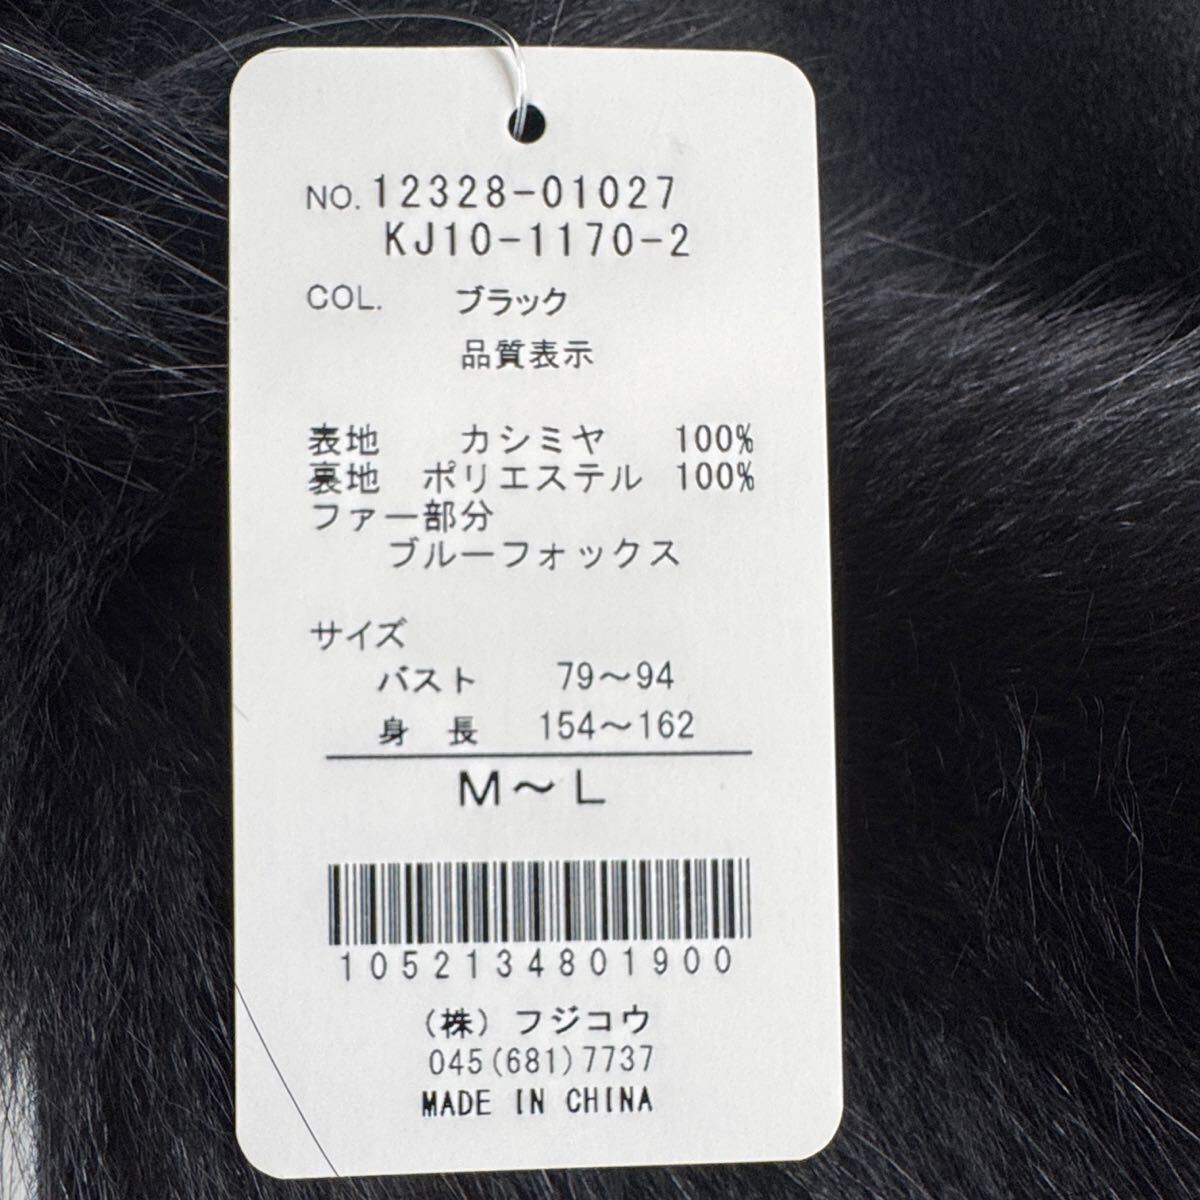 NO. 12328-01027
KJ10-1170-2
COL. ブラック
品質表示
表地 カシミヤ 100%
裏地 ポリエステル 100%
ファー部分
ブルーフォックス
サイズ
バスト 79〜94
身 長 154〜162
M〜L
1052134801900
(株) フジコウ
045(681)7737
MADE IN CHINA